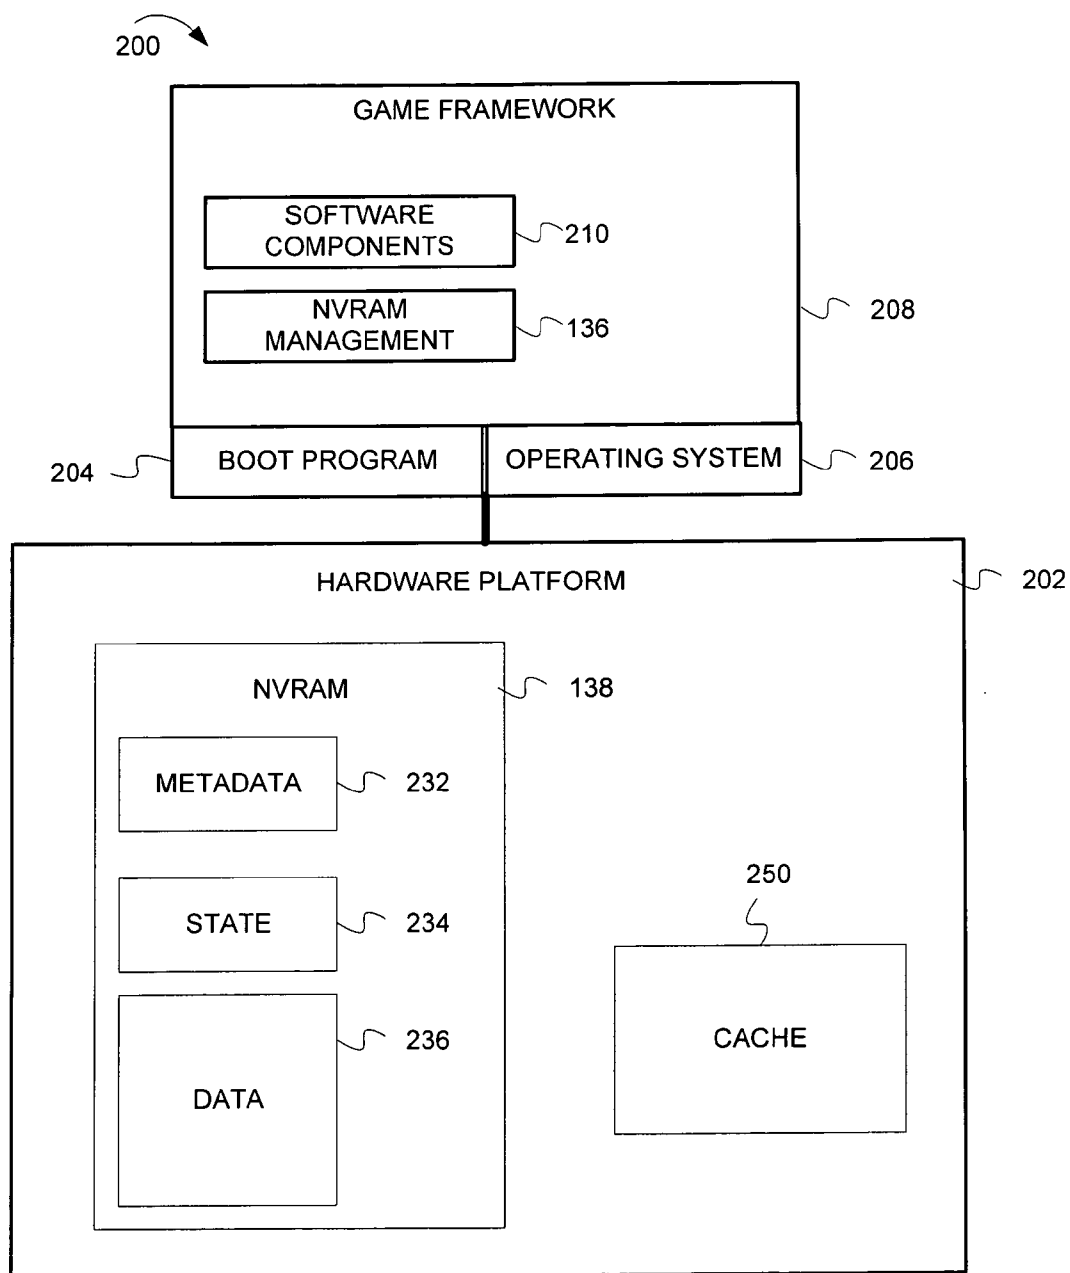 200
GAME FRAMEWORK
SOFTWARE
COMPONENTS
210
NVRAM
MANAGEMENT
136
208
204
BOOT PROGRAM
OPERATING SYSTEM
206
HARDWARE PLATFORM
202
NVRAM
138
METADATA
232
STATE
234
250
DATA
236
CACHE